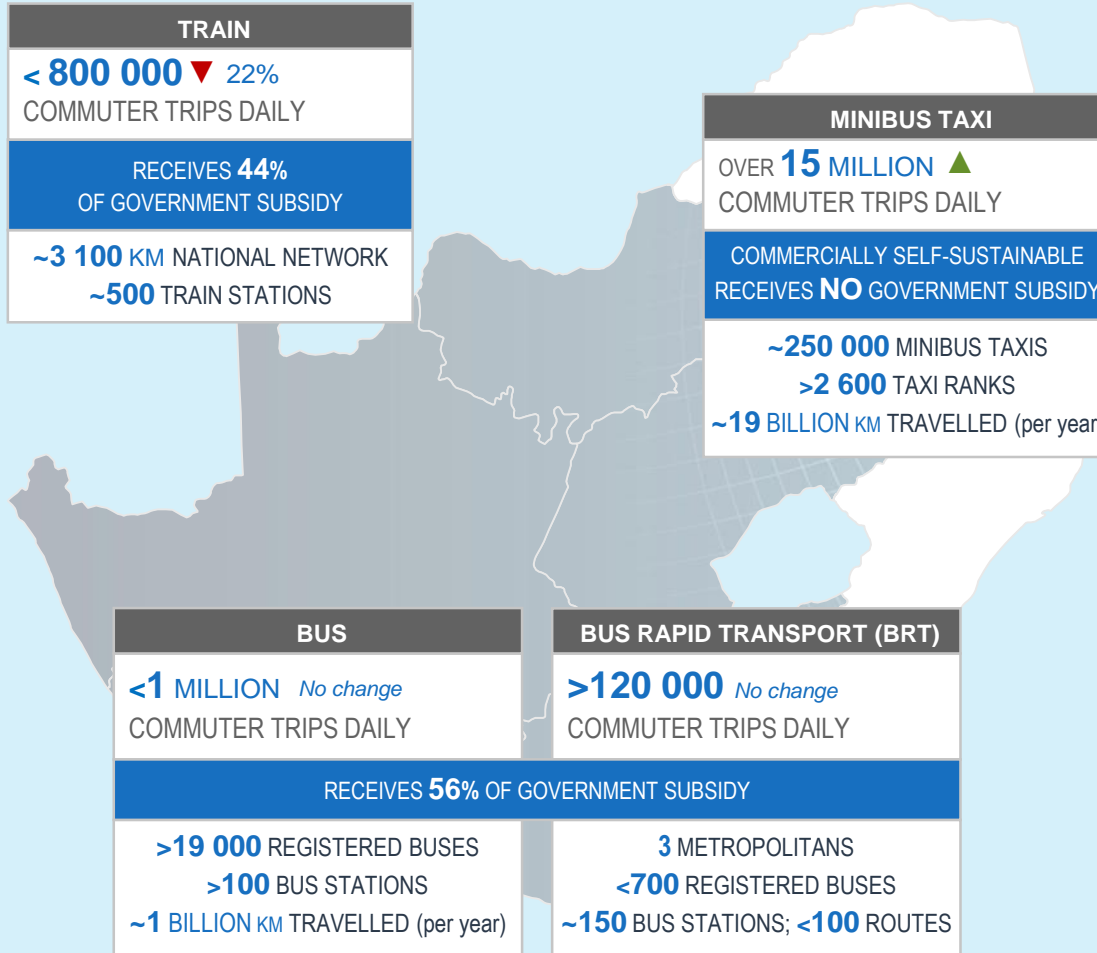 TRAIN
< 800 000 ▼ 22%
COMMUTER TRIPS DAILY
RECEIVES 44%
OF GOVERNMENT SUBSIDY
~3 100 KM NATIONAL NETWORK
~500 TRAIN STATIONS
MINIBUS TAXI
OVER 15 MILLION ▲
COMMUTER TRIPS DAILY
COMMERCIALLY SELF-SUSTAINABLE
RECEIVES NO GOVERNMENT SUBSIDY
~250 000 MINIBUS TAXIS
>2 600 TAXI RANKS
~19 BILLION KM TRAVELLED (per year
BUS
<1 MILLION No change
COMMUTER TRIPS DAILY
BUS RAPID TRANSPORT (BRT)
>120 000 No change
COMMUTER TRIPS DAILY
RECEIVES 56% OF GOVERNMENT SUBSIDY
>19 000 REGISTERED BUSES
>100 BUS STATIONS
~1 BILLION KM TRAVELLED (per year)
3 METROPOLITANS
<700 REGISTERED BUSES
~150 BUS STATIONS; <100 ROUTES